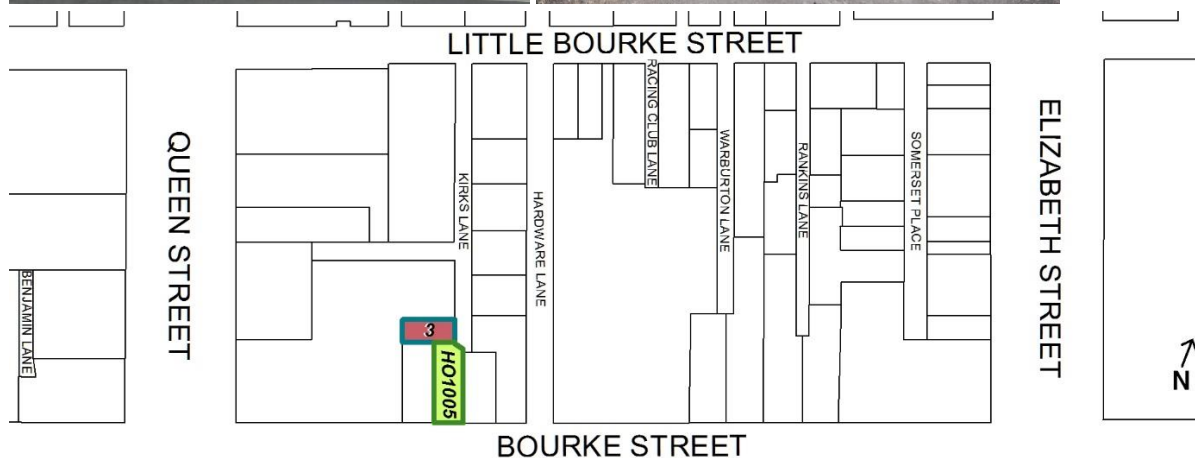 LITTLE BOURKE STREET
QUEEN STREET
BENJAMIN LANE
KIRKS LANE
HARDWARE LANE
RACING CLUB LANE
WARBURTON LANE
RANKINS LANE
SOMERSET PLACE
ELIZABETH STREET
3
HO1005
N
BOURKE STREET